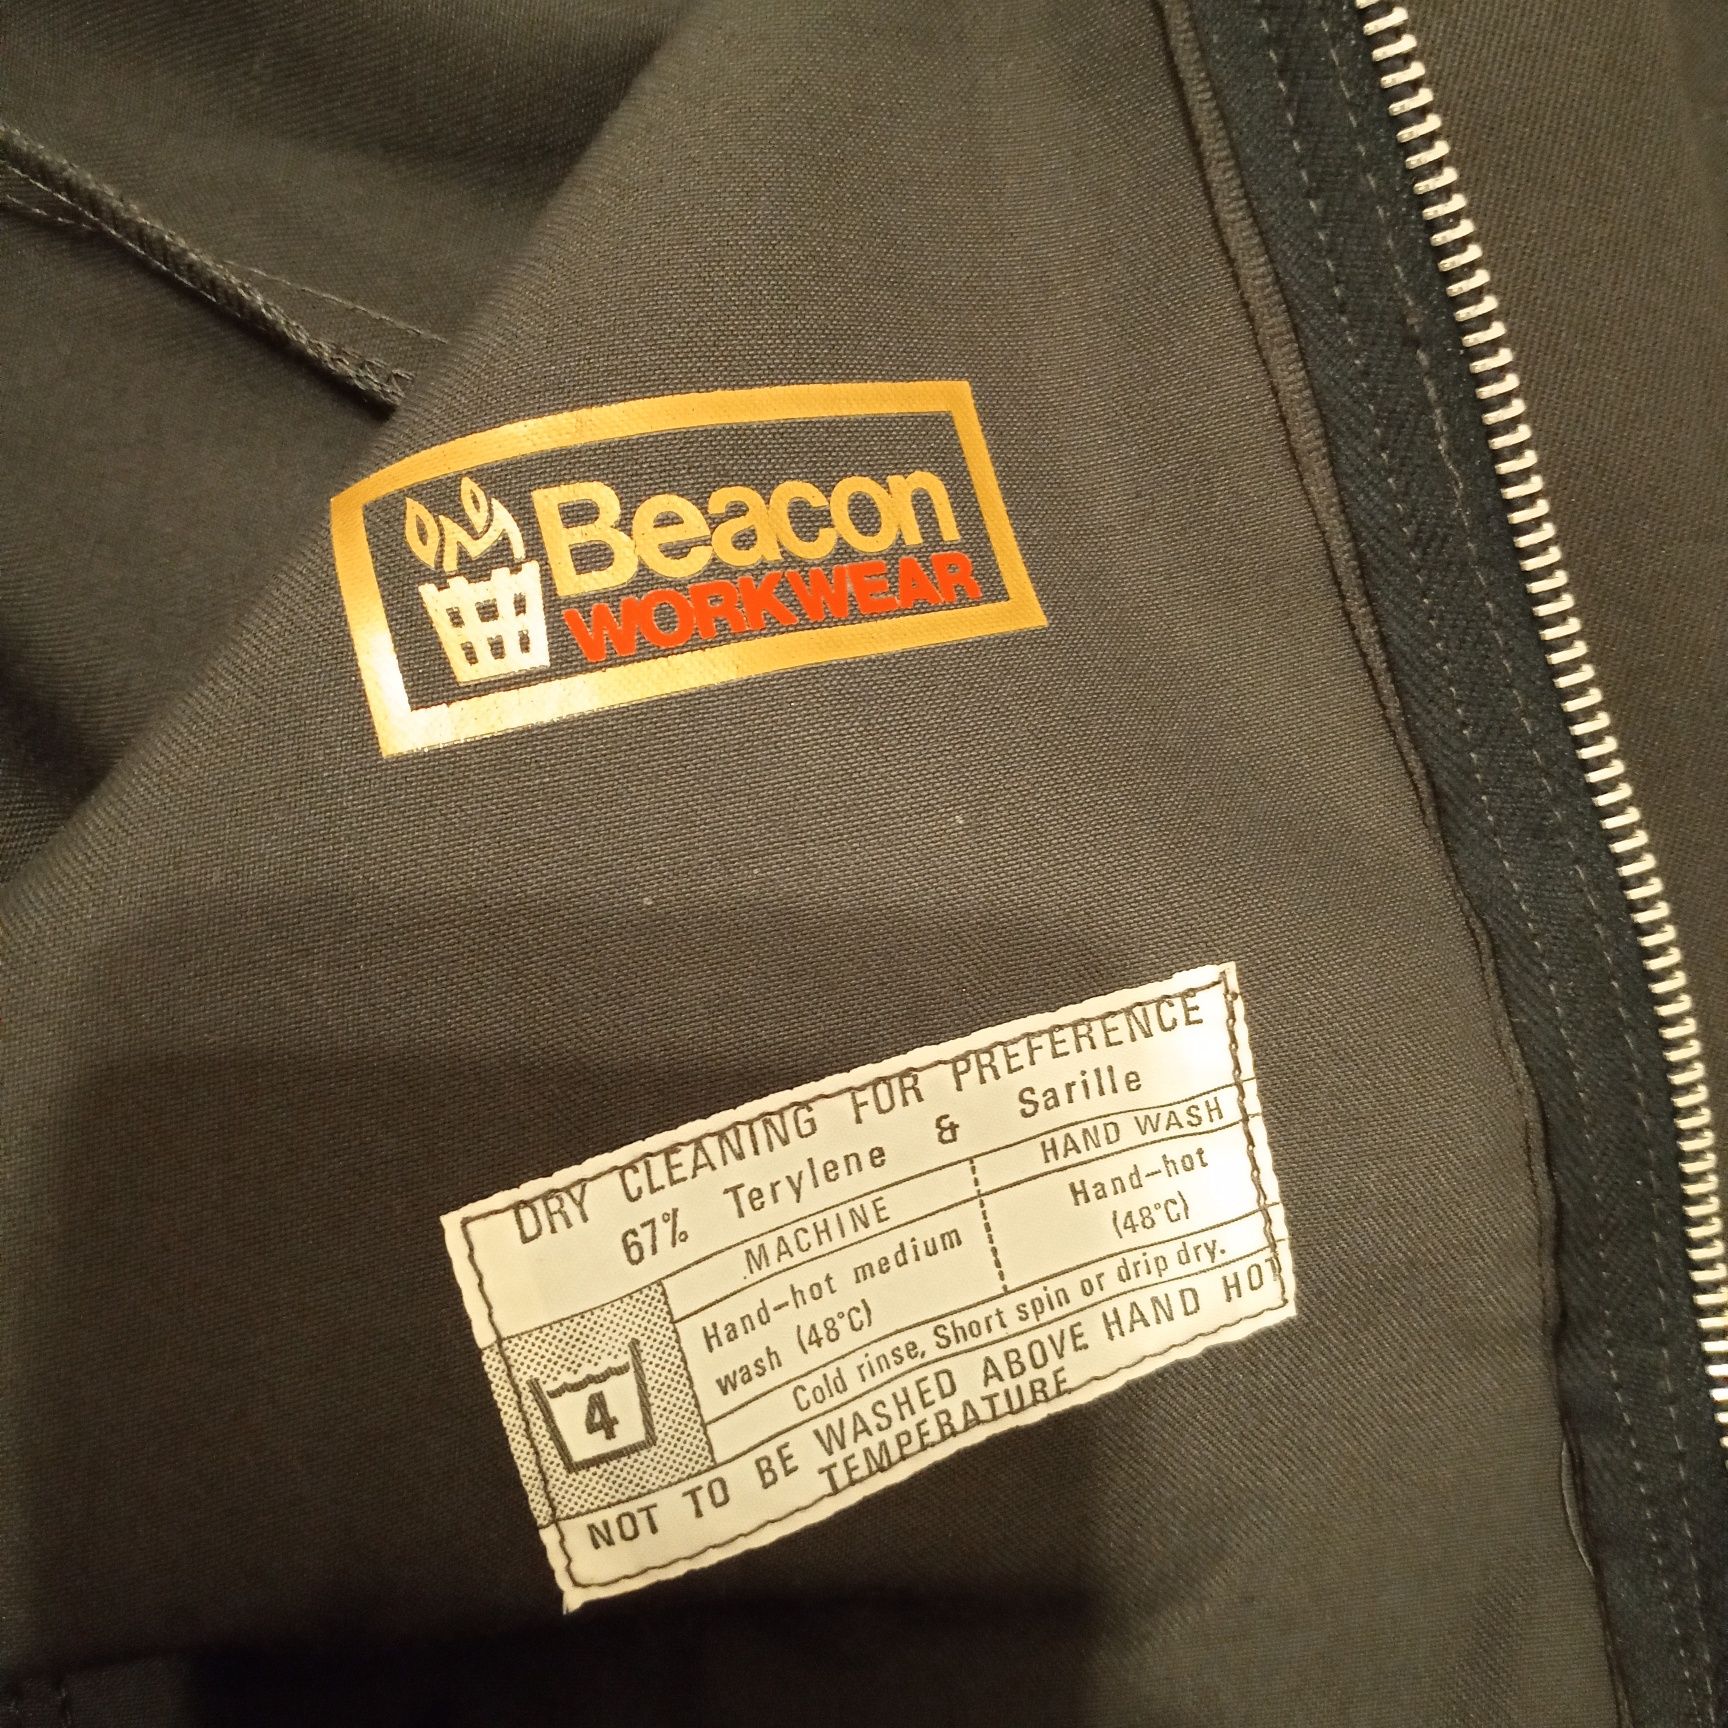 Beacon
WORKWEAR
DRY CLEANING FOR PREFERENCE
67% Terylene & Sarille
MACHINE
HAND WASH
Hand-hot medium
wash (48°C)
Hand-hot
(48°C)
4
Cold rinse, Short spin or drip dry.
NOT TO BE WASHED ABOVE HAND HOT
TEMPERATURE